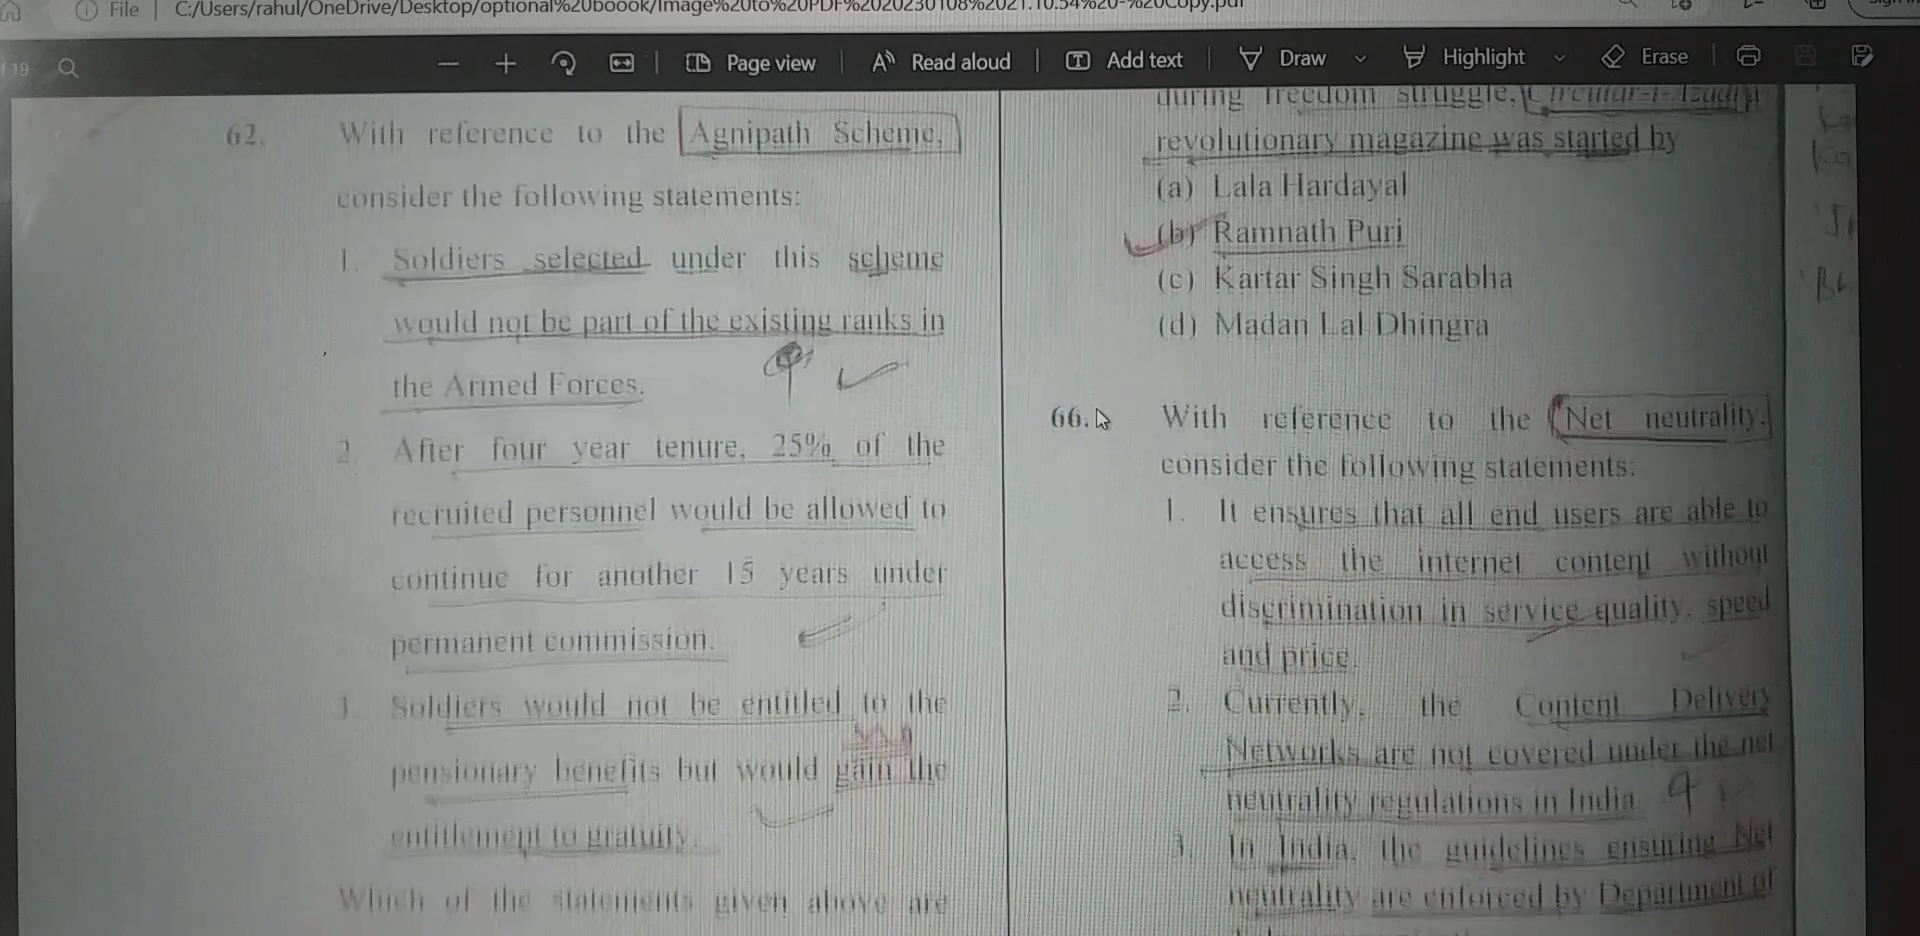 File
C:/Users/rahul/OneDrive/Desktop/optional%20boook/Image%20to%20PDF%2020230108%2021.10.54%20-%20Copy.pdf
f 19
Page view
Read aloud
Add text
Draw
Highlight
Erase
62.
With reference to the Agnipath Scheme,
consider the following statements:
1. Soldiers selected under this scheme
would not be part of the existing ranks in
the Armed Forces.
2 After four year tenure, 25% of the
recruited personnel would be allowed to
continue for another 15 years under
permanent commission.
3 Soldiers would not be entitled to the
pensionary benefits but would gain the
entitlement to gratuity.
Which of the statements given above are
during freedom struggle, Circular-i-Azadi a
revolutionary magazine was started by
(a) Lala Hardayal
(b) Ramnath Puri
(c) Kartar Singh Sarabha
(d) Madan Lal Dhingra
66.
With reference to the Net neutrality,
consider the following statements:
1. It ensures that all end users are able to
access the internet content without
discrimination in service quality, speed
and price.
2. Currently, the Content Delivery
Networks are not covered under the net
neutrality regulations in India
3. In India, the guidelines ensuring Net
neutrality are enforced by Department of